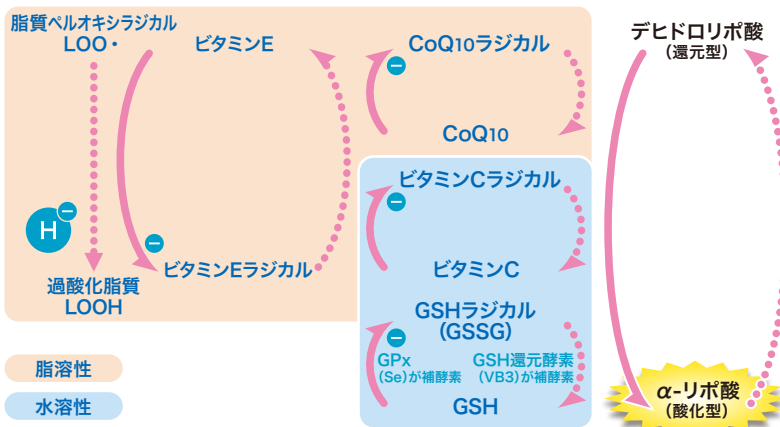 脂質ペルオキシラジカル
LOO・
ビタミンE
CoQ10ラジカル
デヒドロリポ酸
（還元型）
−
CoQ10
ビタミンCラジカル
−
H
−
−
過酸化脂質
LOOH
ビタミンEラジカル
ビタミンC
GSHラジカル
（GSSG）
−
GPx
（Se）が補酵素
GSH還元酵素
（VB3）が補酵素
GSH
脂溶性
水溶性
α-リポ酸
（酸化型）